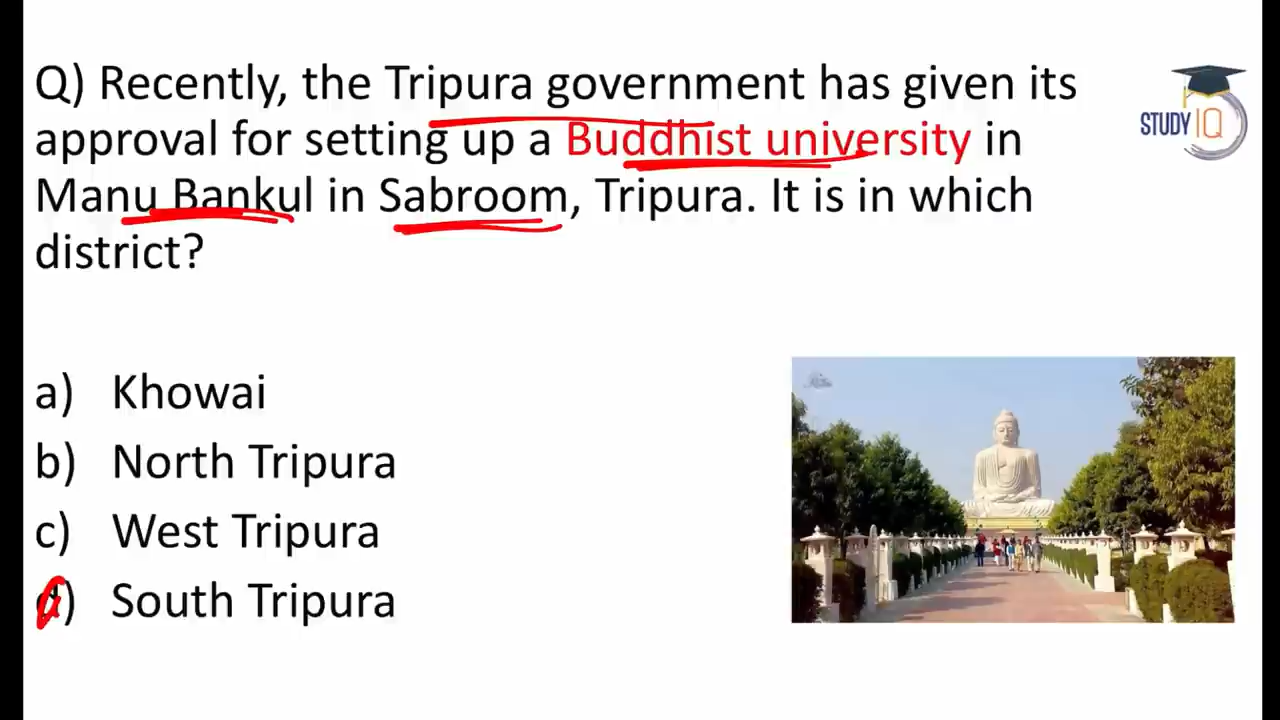 Q) Recently, the Tripura government has given its
approval for setting up a Buddhist university in
Manu Bankul in Sabroom, Tripura. It is in which
district?
STUDY IQ
a) Khowai
b) North Tripura
c) West Tripura
d) South Tripura